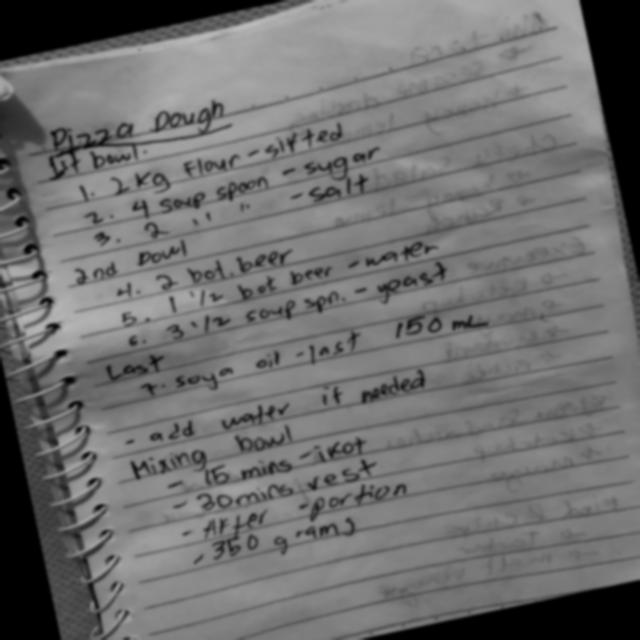 Pizza Dough
1st bowl.
1. 2 kg flour - sifted
2. 4 soup spoon - sugar
3. 2 " " - salt
2nd bowl
4. 2 bot. beer
5. 1 1/2 bot beer - water
6. 3 1/2 soup spn. - yeast
Last
7. soya oil - last 150 mL
- add water if needed
Mixing bowl
- 15 mins - ikot
- 20 mins rest
- After - portion
- 350 grams